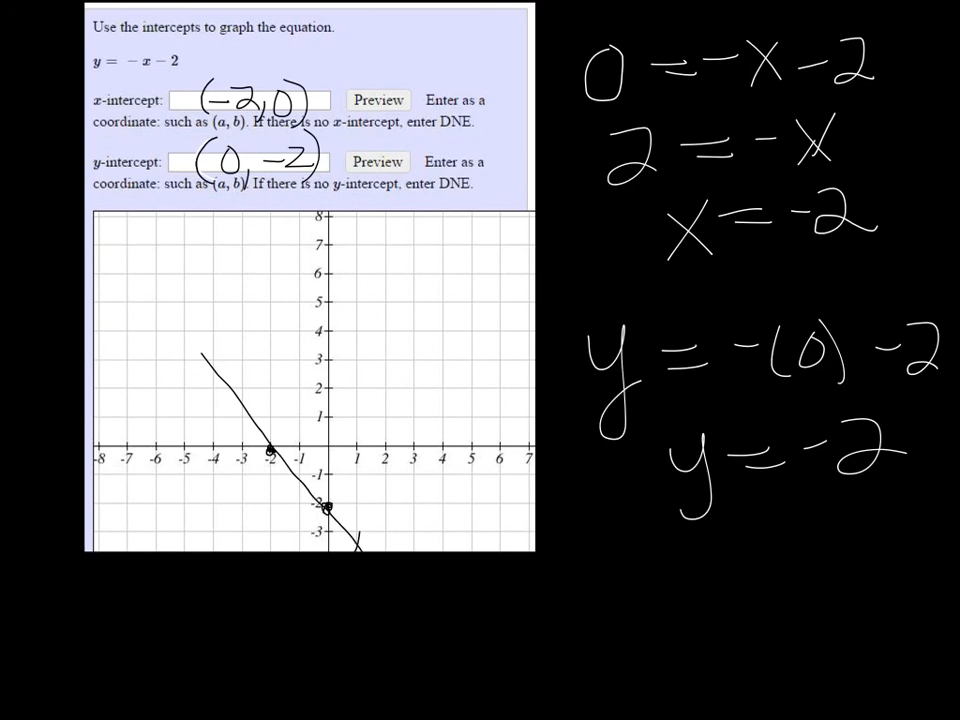 Use the intercepts to graph the equation.
y = − x − 2
x-intercept: (−2, 0) Preview Enter as a
coordinate: such as (a, b). If there is no x-intercept, enter DNE.
y-intercept: (0, −2) Preview Enter as a
coordinate: such as (a, b). If there is no y-intercept, enter DNE.
8
7
6
5
4
3
2
1
-8 -7 -6 -5 -4 -3 -2 -1 1 2 3 4 5 6 7
-1
-2
-3
0 = −x − 2
2 = −x
x = −2
y = −(0) −2
y = −2